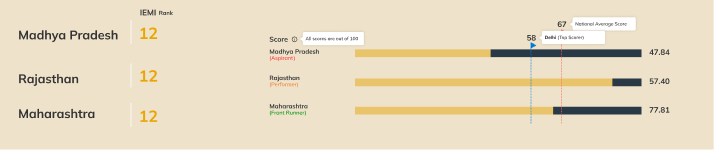 IEMI Rank
Madhya Pradesh 12
Rajasthan 12
Maharashtra 12
67 National Average Score
58 Delhi (Top Scorer)
Score All scores are out of 100
Madhya Pradesh
(Aspirant)
47.84
Rajasthan
(Performer)
57.40
Maharashtra
(Front Runner)
77.81